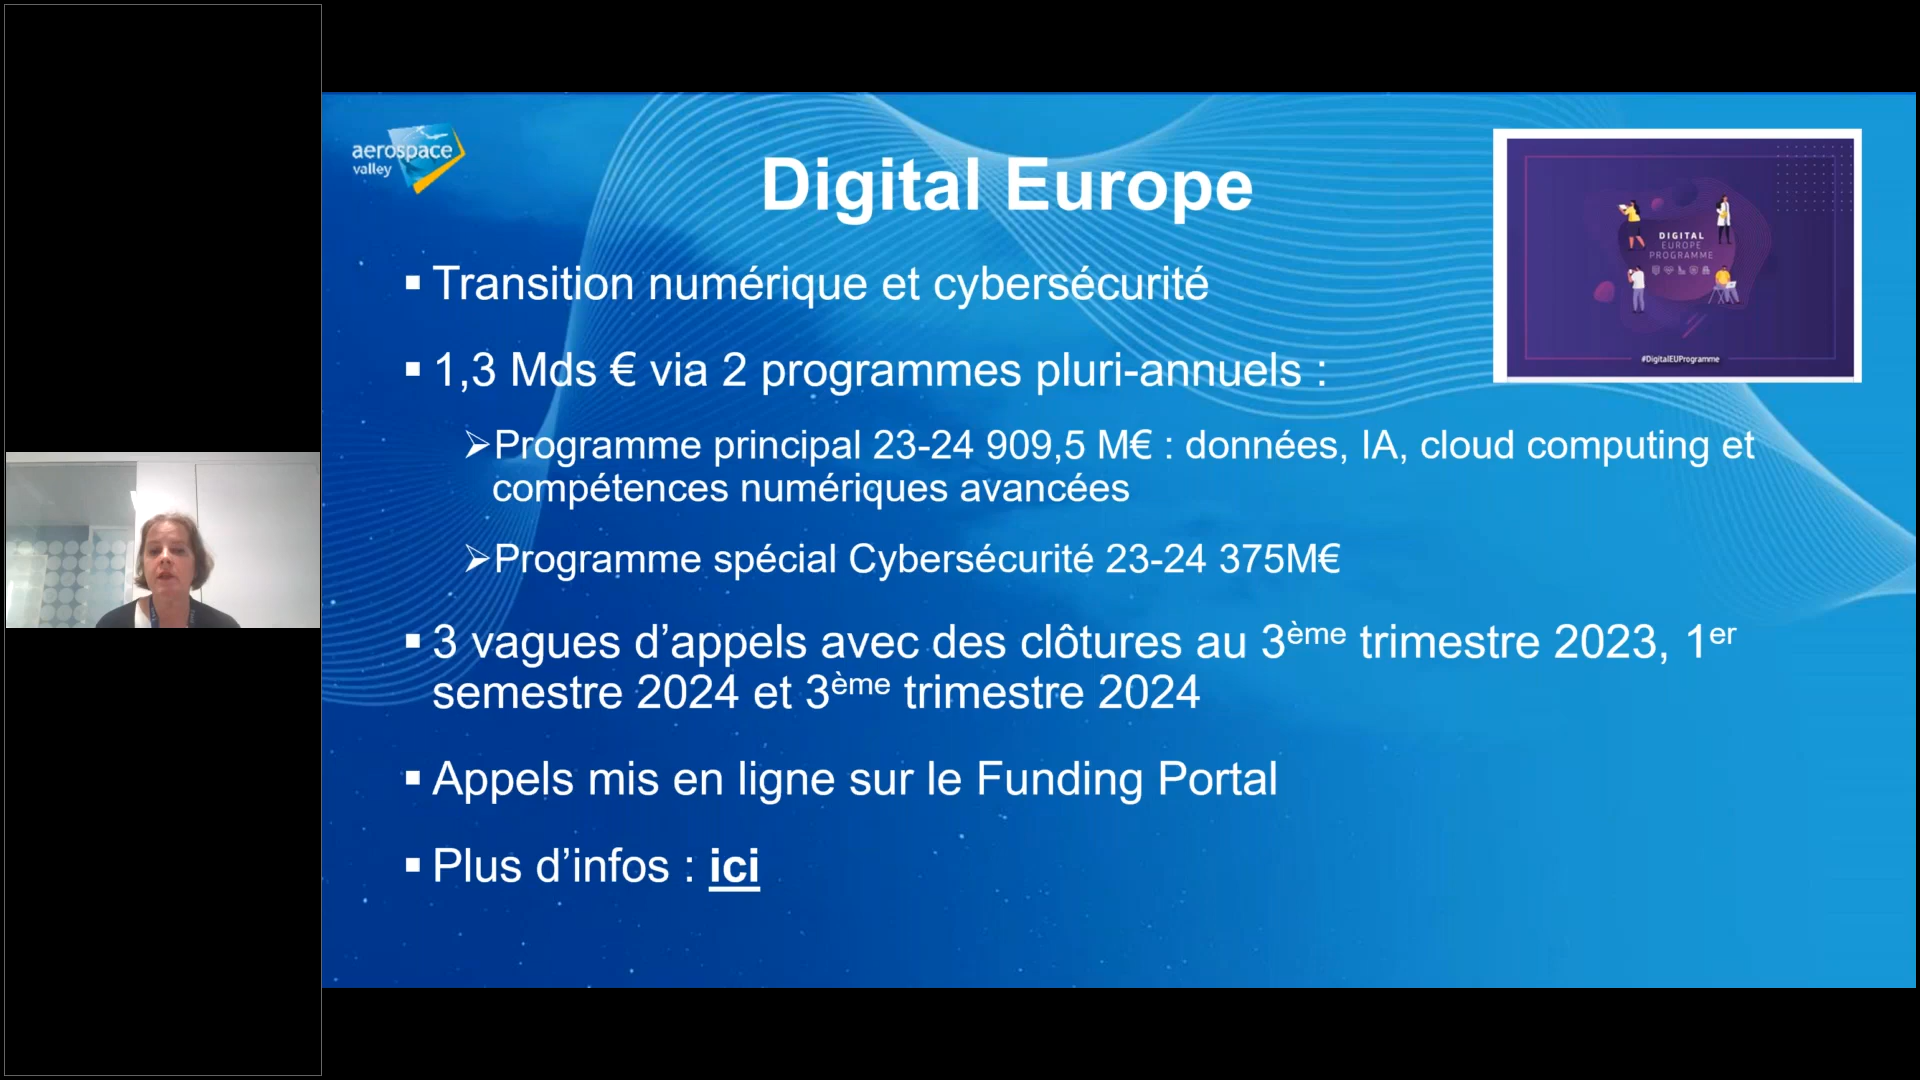 aerospace
valley
Digital Europe
DIGITAL
EUROPE
PROGRAMME
#DigitalEUProgramme
▪ Transition numérique et cybersécurité
▪ 1,3 Mds € via 2 programmes pluri-annuels :
➢Programme principal 23-24 909,5 M€ : données, IA, cloud computing et
compétences numériques avancées
➢Programme spécial Cybersécurité 23-24 375M€
▪ 3 vagues d’appels avec des clôtures au 3ème trimestre 2023, 1er
semestre 2024 et 3ème trimestre 2024
▪ Appels mis en ligne sur le Funding Portal
▪ Plus d’infos : ici